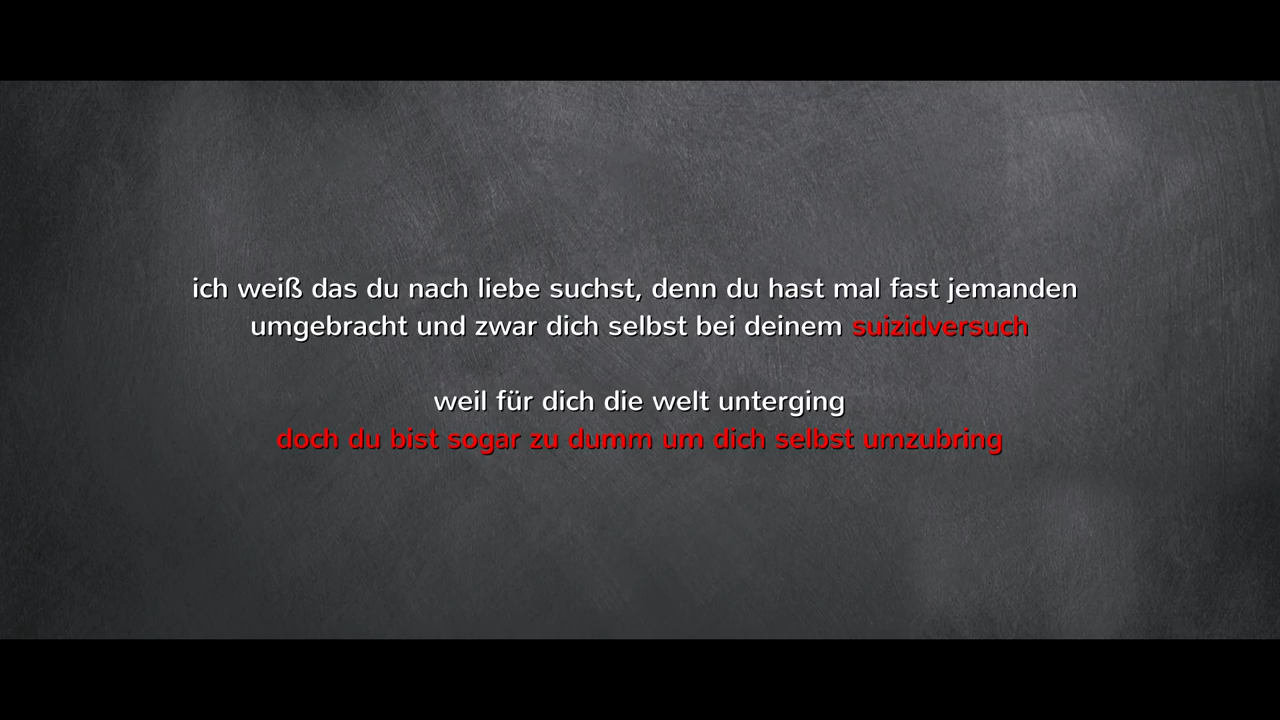 ich weiß das du nach liebe suchst, denn du hast mal fast jemanden
umgebracht und zwar dich selbst bei deinem suizidversuch
weil für dich die welt unterging
doch du bist sogar zu dumm um dich selbst umzubring